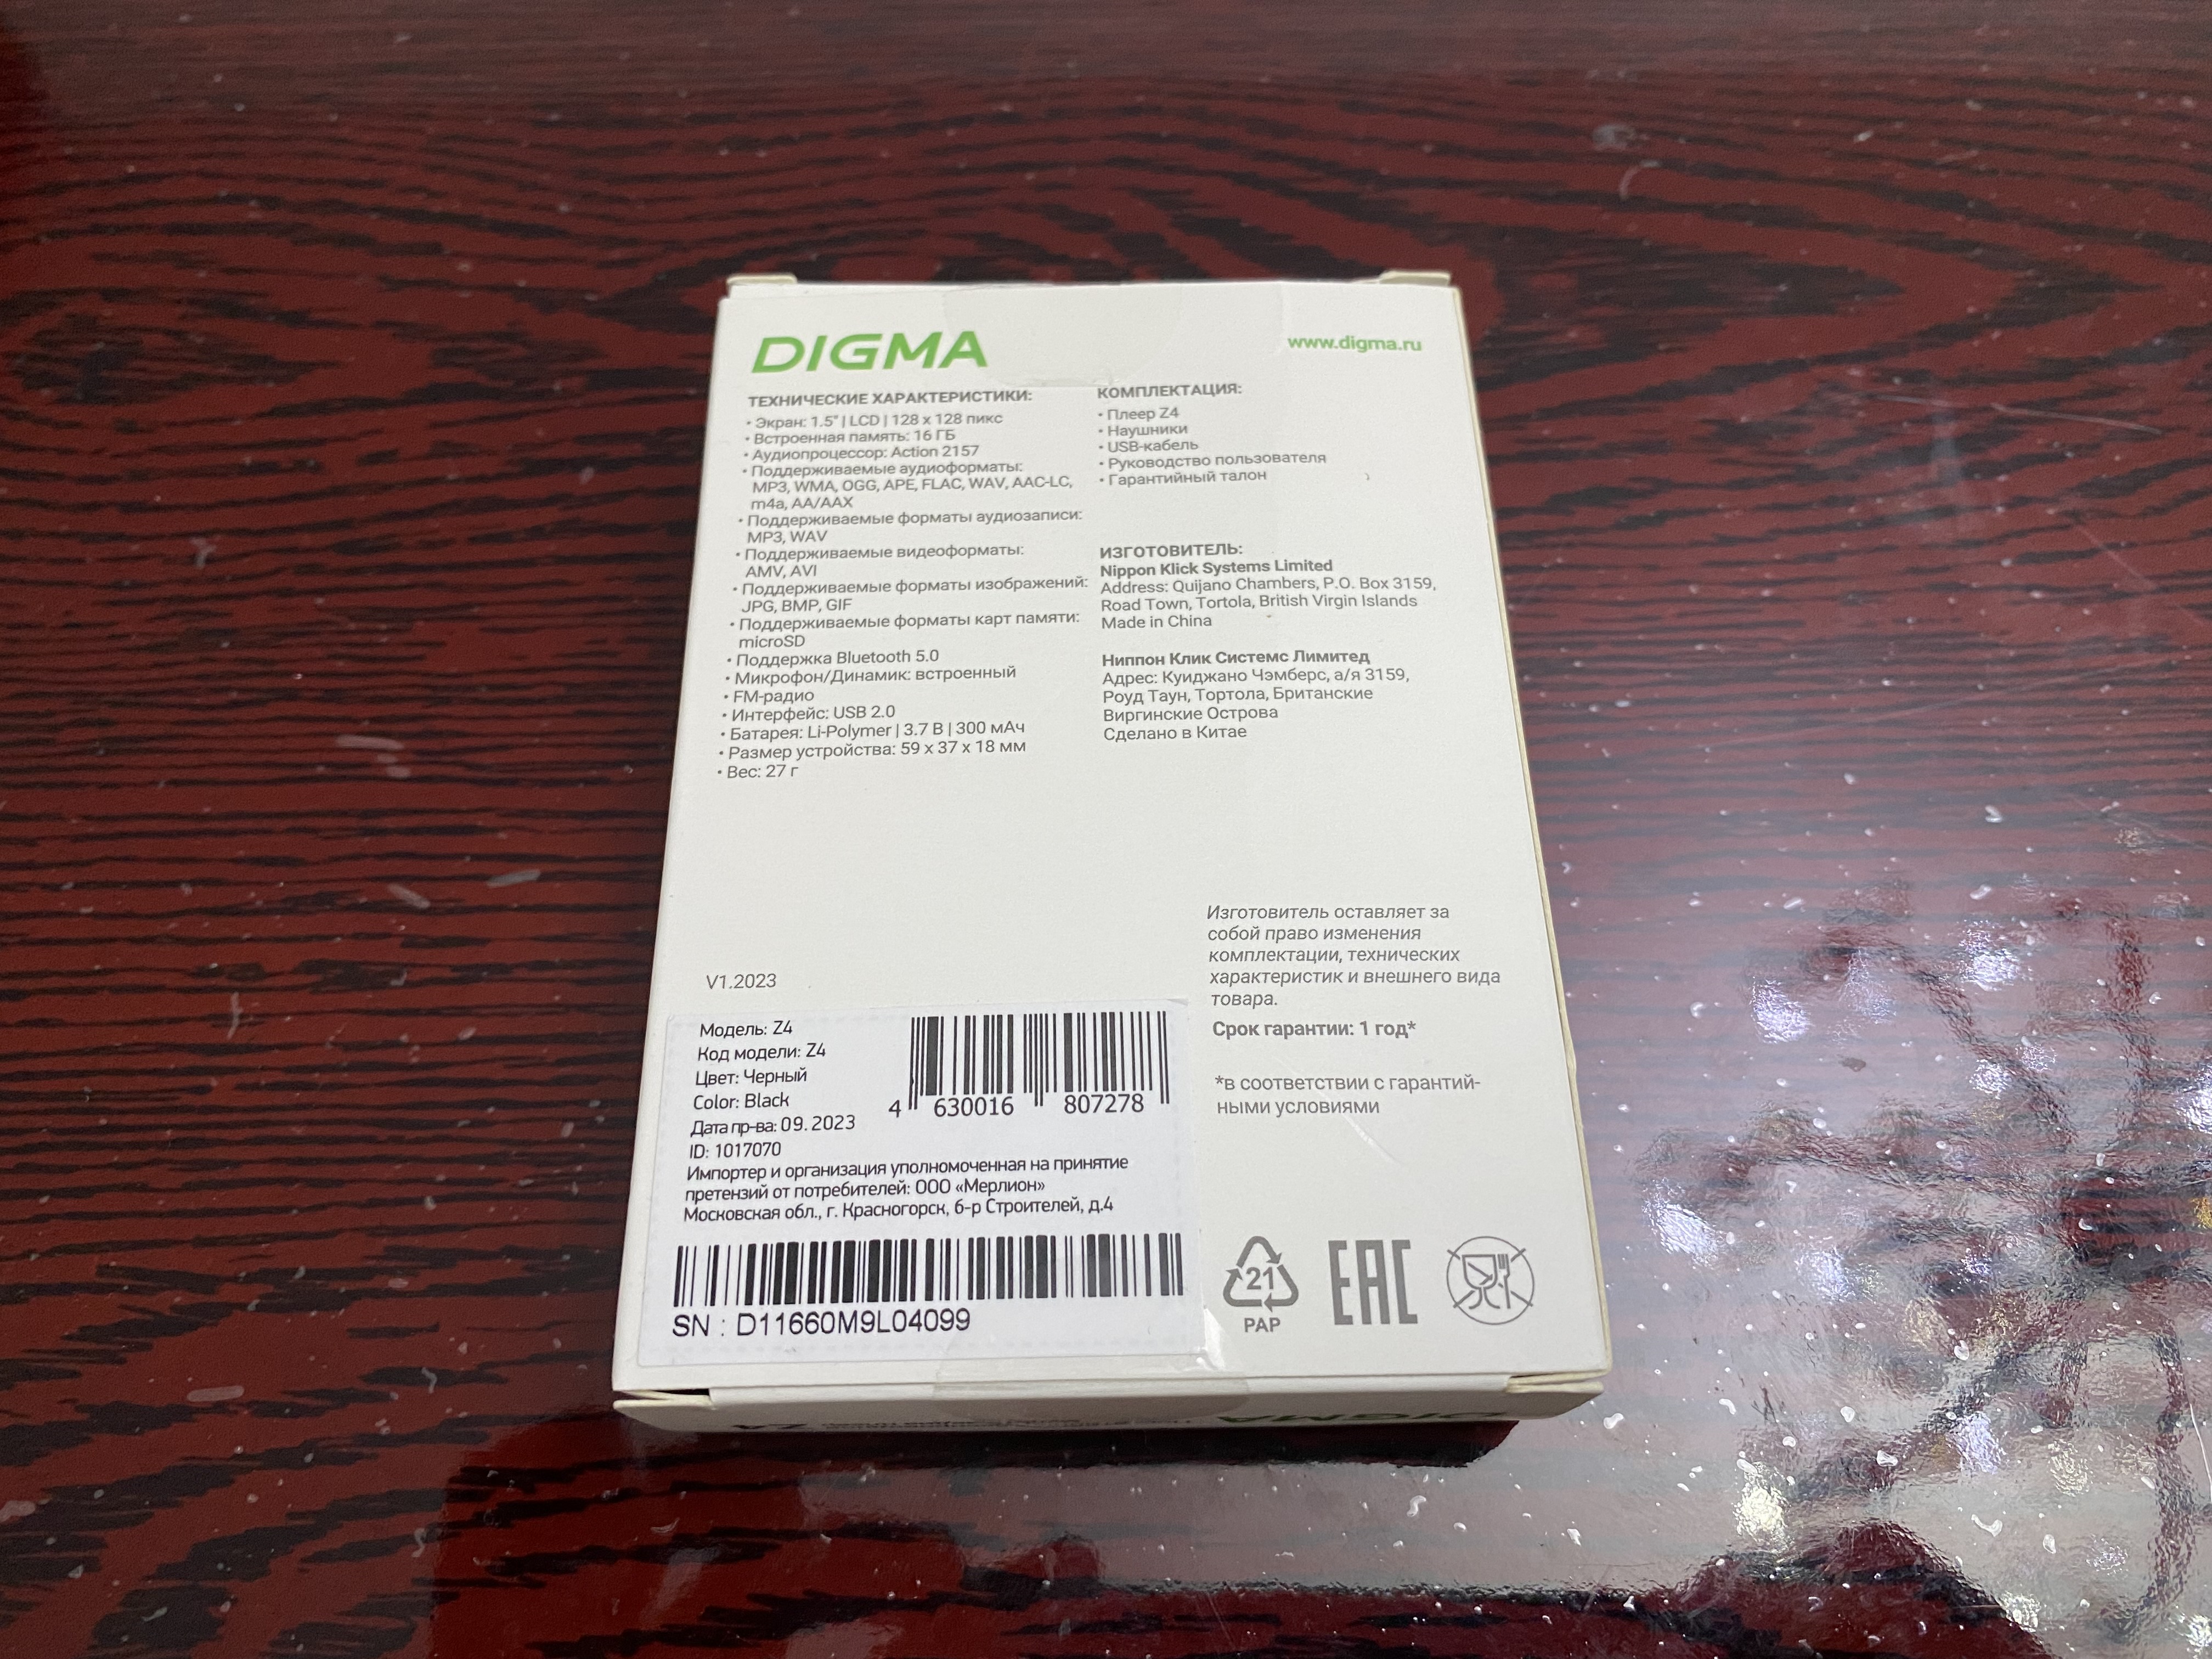 DIGMA
www.digma.ru
ТЕХНИЧЕСКИЕ ХАРАКТЕРИСТИКИ:
• Экран: 1.5" | LCD | 128 x 128 пикс
• Встроенная память: 16 ГБ
• Аудиопроцессор: Action 2157
• Поддерживаемые аудиоформаты:
MP3, WMA, OGG, APE, FLAC, WAV, AAC-LC,
m4a, AA/AAX
• Поддерживаемые форматы аудиозаписи:
MP3, WAV
• Поддерживаемые видеоформаты:
AMV, AVI
• Поддерживаемые форматы изображений:
JPG, BMP, GIF
• Поддерживаемые форматы карт памяти:
microSD
• Поддержка Bluetooth 5.0
• Микрофон/Динамик: встроенный
• FM-радио
• Интерфейс: USB 2.0
• Батарея: Li-Polymer | 3.7 В | 300 мАч
• Размер устройства: 59 x 37 x 18 мм
• Вес: 27 г
КОМПЛЕКТАЦИЯ:
• Плеер Z4
• Наушники
• USB-кабель
• Руководство пользователя
• Гарантийный талон
ИЗГОТОВИТЕЛЬ:
Nippon Klick Systems Limited
Address: Quijano Chambers, P.O. Box 3159,
Road Town, Tortola, British Virgin Islands
Made in China
Ниппон Клик Системс Лимитед
Адрес: Куиджано Чэмберс, а/я 3159,
Роуд Таун, Тортола, Британские
Виргинские Острова
Сделано в Китае
Изготовитель оставляет за
собой право изменения
комплектации, технических
характеристик и внешнего вида
товара.
Срок гарантии: 1 год*
*в соответствии с гарантий-
ными условиями
V1.2023
Модель: Z4
Код модели: Z4
Цвет: Черный
Color: Black
Дата пр-ва: 09.2023
ID: 1017070
4 630016 807278
Импортер и организация уполномоченная на принятие
претензий от потребителей: ООО «Мерлион»
Московская обл., г. Красногорск, б-р Строителей, д.4
SN : D11660M9L04099
21
PAP
EAC
DIGMA
Z4